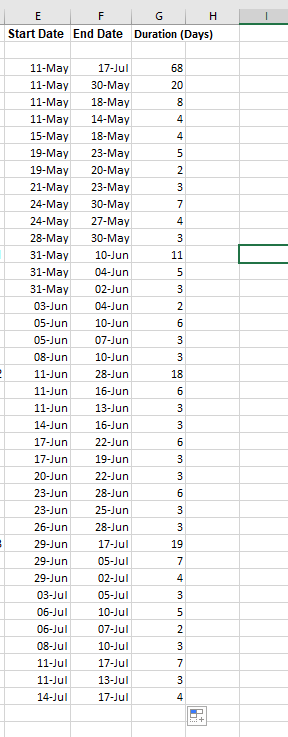 E F G H I
Start Date End Date Duration (Days)
11-May 17-Jul 68
11-May 30-May 20
11-May 18-May 8
11-May 14-May 4
15-May 18-May 4
19-May 23-May 5
19-May 20-May 2
21-May 23-May 3
24-May 30-May 7
24-May 27-May 4
28-May 30-May 3
31-May 10-Jun 11
31-May 04-Jun 5
31-May 02-Jun 3
03-Jun 04-Jun 2
05-Jun 10-Jun 6
05-Jun 07-Jun 3
08-Jun 10-Jun 3
11-Jun 28-Jun 18
11-Jun 16-Jun 6
11-Jun 13-Jun 3
14-Jun 16-Jun 3
17-Jun 22-Jun 6
17-Jun 19-Jun 3
20-Jun 22-Jun 3
23-Jun 28-Jun 6
23-Jun 25-Jun 3
26-Jun 28-Jun 3
29-Jun 17-Jul 19
29-Jun 05-Jul 7
29-Jun 02-Jul 4
03-Jul 05-Jul 3
06-Jul 10-Jul 5
06-Jul 07-Jul 2
08-Jul 10-Jul 3
11-Jul 17-Jul 7
11-Jul 13-Jul 3
14-Jul 17-Jul 4